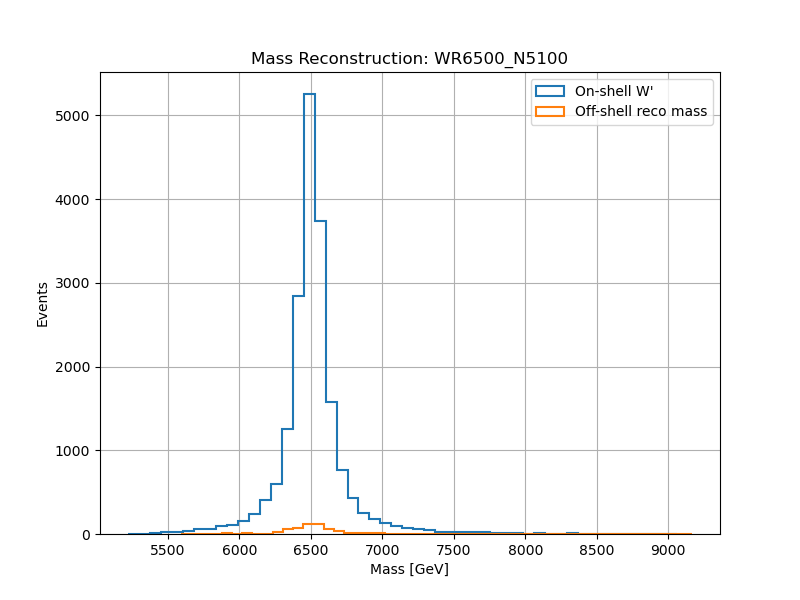 Mass Reconstruction: WR6500_N5100
On-shell W'
Off-shell reco mass
Events
5000
4000
3000
2000
1000
0
5500 6000 6500 7000 7500 8000 8500 9000
Mass [GeV]